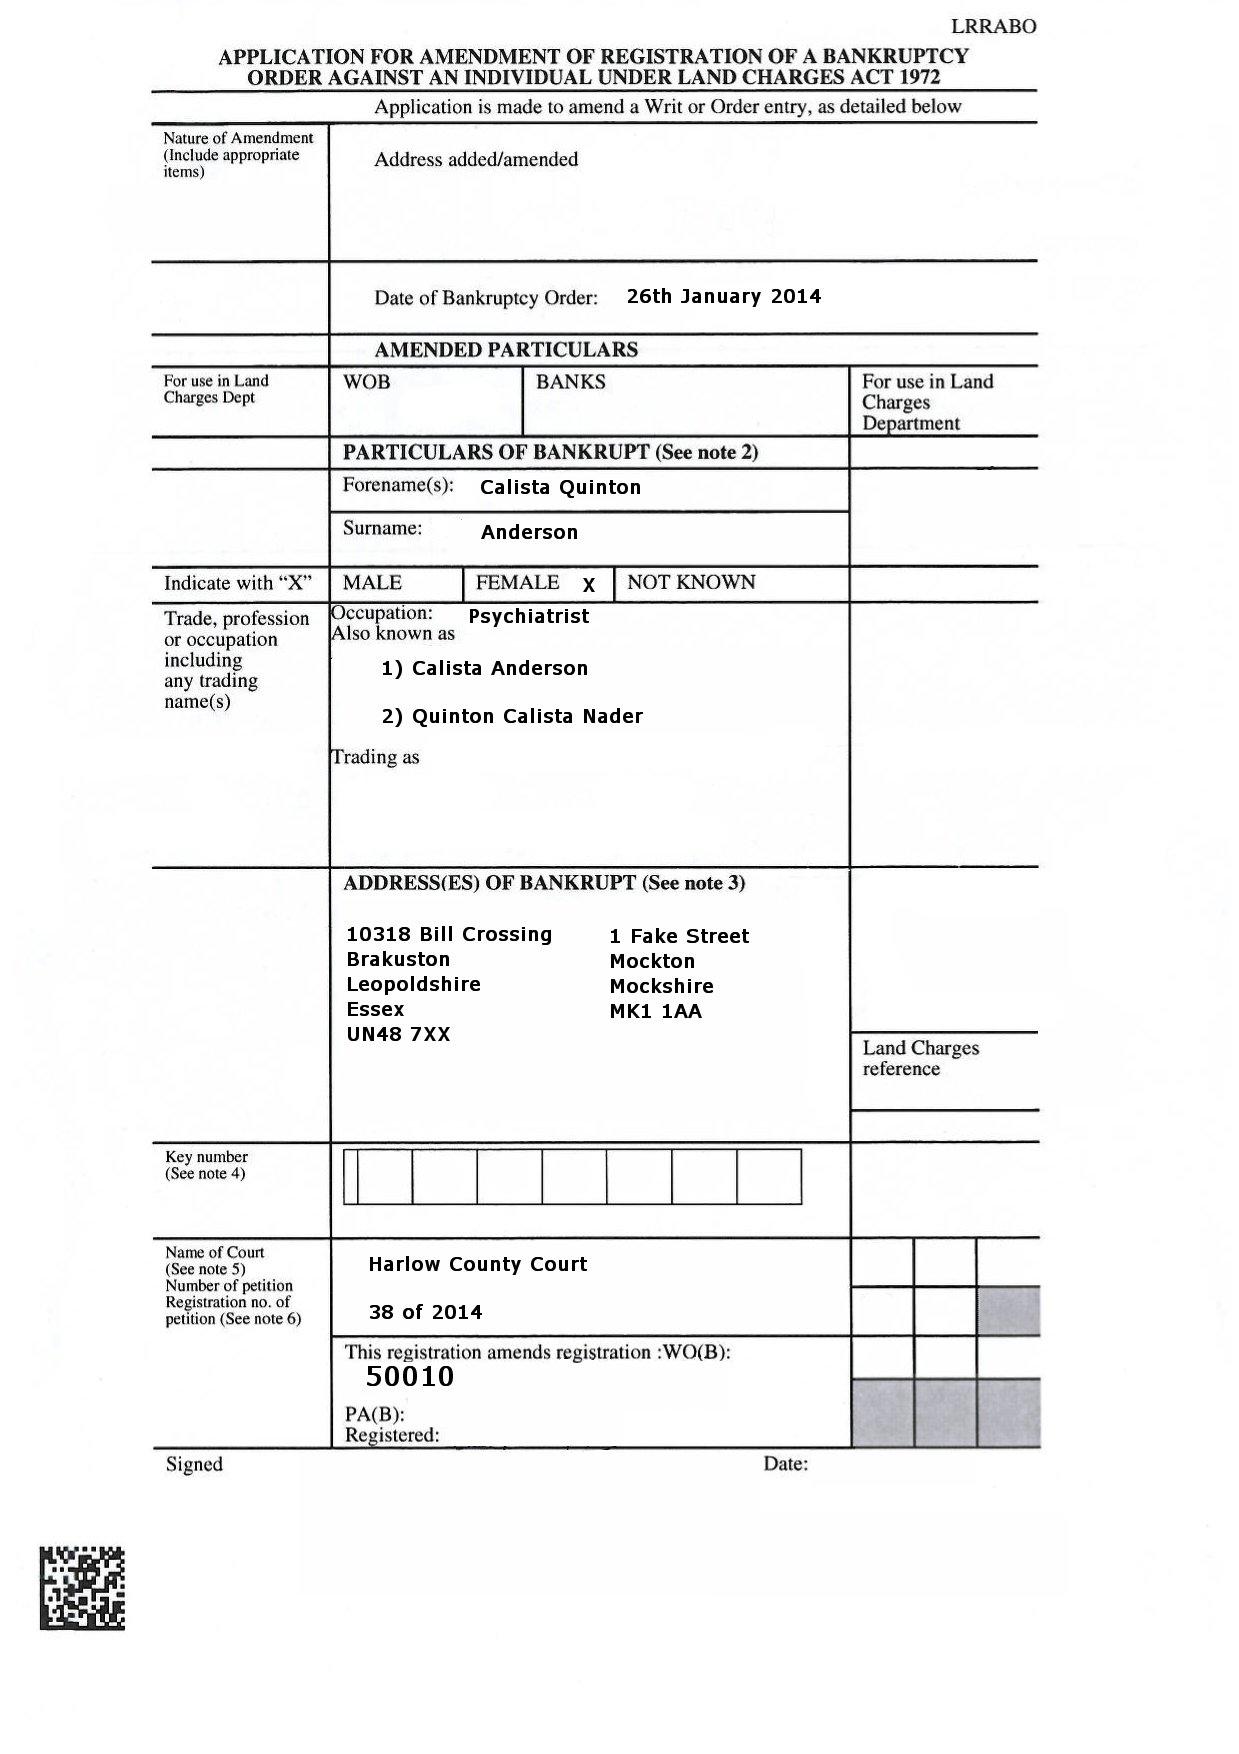 LRRABO
APPLICATION FOR AMENDMENT OF REGISTRATION OF A BANKRUPTCY
ORDER AGAINST AN INDIVIDUAL UNDER LAND CHARGES ACT 1972
Application is made to amend a Writ or Order entry, as detailed below
Nature of Amendment
(Include appropriate
items)
Address added/amended
Date of Bankruptcy Order: 26th January 2014
AMENDED PARTICULARS
For use in Land
Charges Dept
WOB
BANKS
For use in Land
Charges
Department
PARTICULARS OF BANKRUPT (See note 2)
Forename(s): Calista Quinton
Surname: Anderson
Indicate with “X” MALE FEMALE X NOT KNOWN
Trade, profession
or occupation
including
any trading
name(s)
Occupation: Psychiatrist
Also known as
1) Calista Anderson
2) Quinton Calista Nader
Trading as
ADDRESS(ES) OF BANKRUPT (See note 3)
10318 Bill Crossing
Brakuston
Leopoldshire
Essex
UN48 7XX
1 Fake Street
Mockton
Mockshire
MK1 1AA
Land Charges
reference
Key number
(See note 4)
Name of Court
(See note 5)
Number of petition
Registration no. of
petition (See note 6)
Harlow County Court
38 of 2014
This registration amends registration :WO(B):
50010
PA(B):
Registered:
Signed Date: